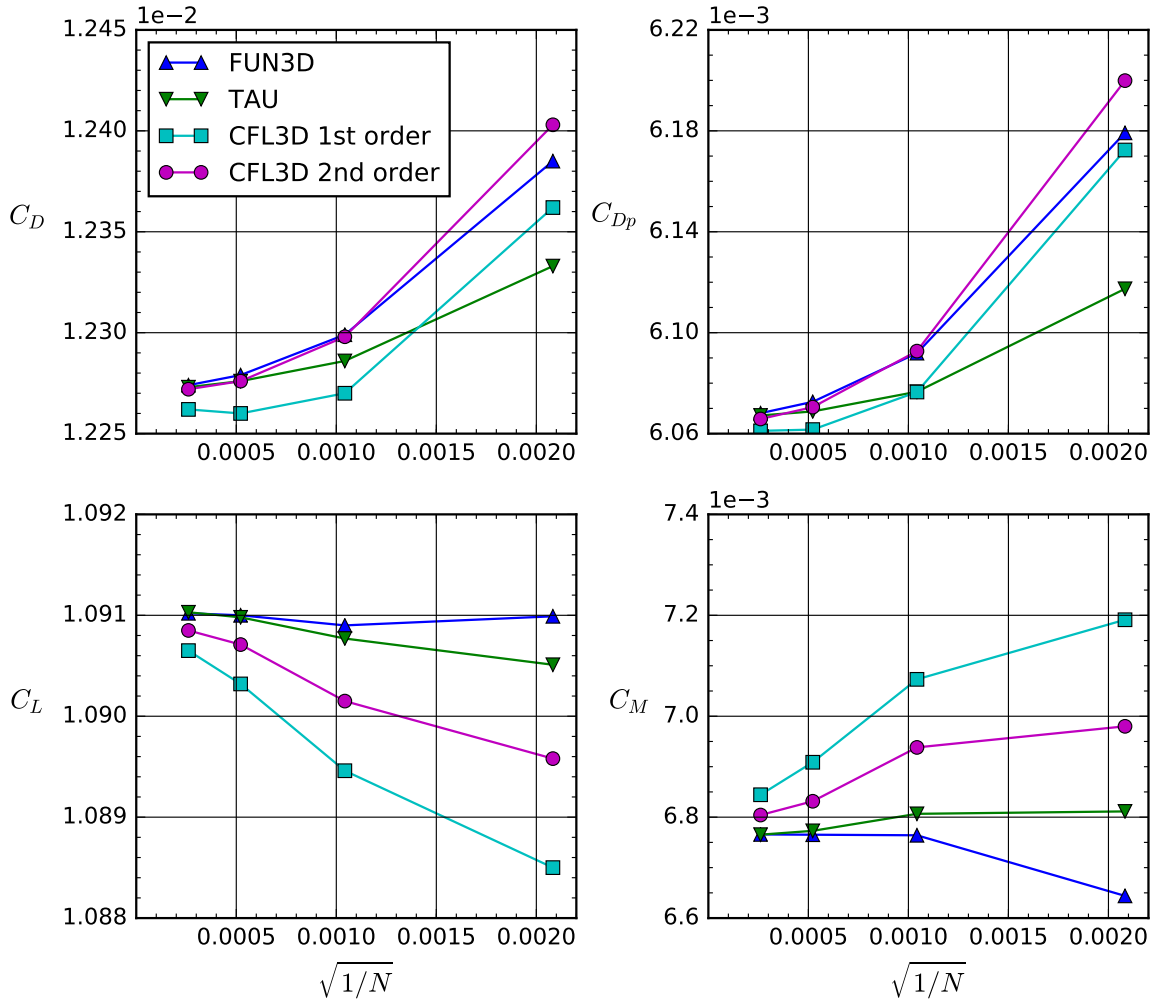 1e−2
1.245
1.240
1.235
1.230
1.225
C_D
FUN3D
TAU
CFL3D 1st order
CFL3D 2nd order
0.0005 0.0010 0.0015 0.0020
1e−3
6.22
6.18
6.14
6.10
6.06
C_{Dp}
0.0005 0.0010 0.0015 0.0020
1.092
1.091
1.090
1.089
1.088
C_L
0.0005 0.0010 0.0015 0.0020
√1/N
1e−3
7.4
7.2
7.0
6.8
6.6
C_M
0.0005 0.0010 0.0015 0.0020
√1/N